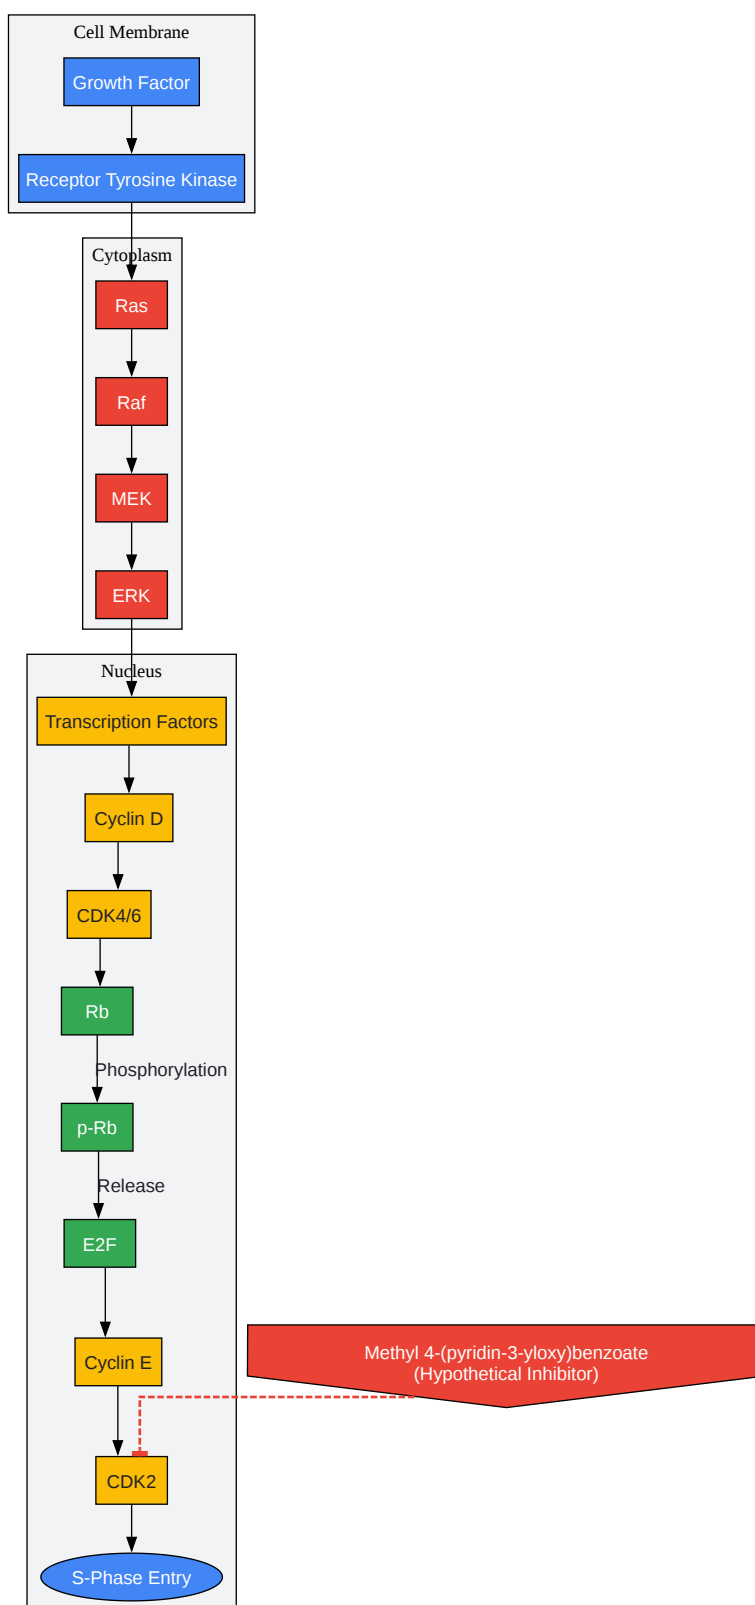 Cell Membrane
Growth Factor
Receptor Tyrosine Kinase
Cytoplasm
Ras
Raf
MEK
ERK
Nucleus
Transcription Factors
Cyclin D
CDK4/6
Rb
Phosphorylation
p-Rb
Release
E2F
Methyl 4-(pyridin-3-yloxy)benzoate
(Hypothetical Inhibitor)
Cyclin E
CDK2
S-Phase Entry